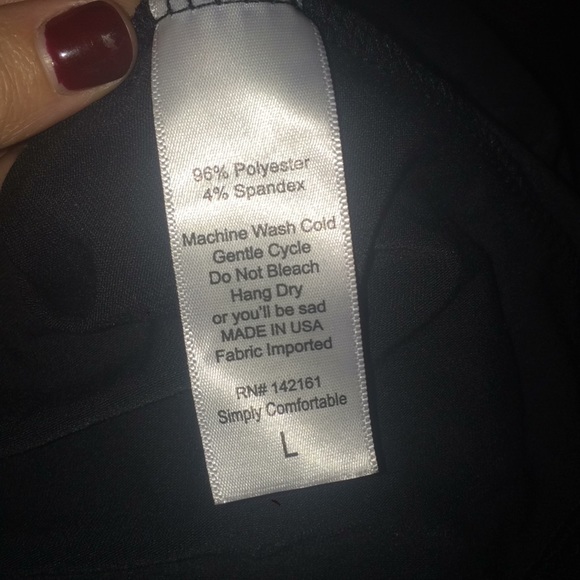 96% Polyester
4% Spandex
Machine Wash Cold
Gentle Cycle
Do Not Bleach
Hang Dry
or you'll be sad
MADE IN USA
Fabric Imported
RN# 142161
Simply Comfortable
L